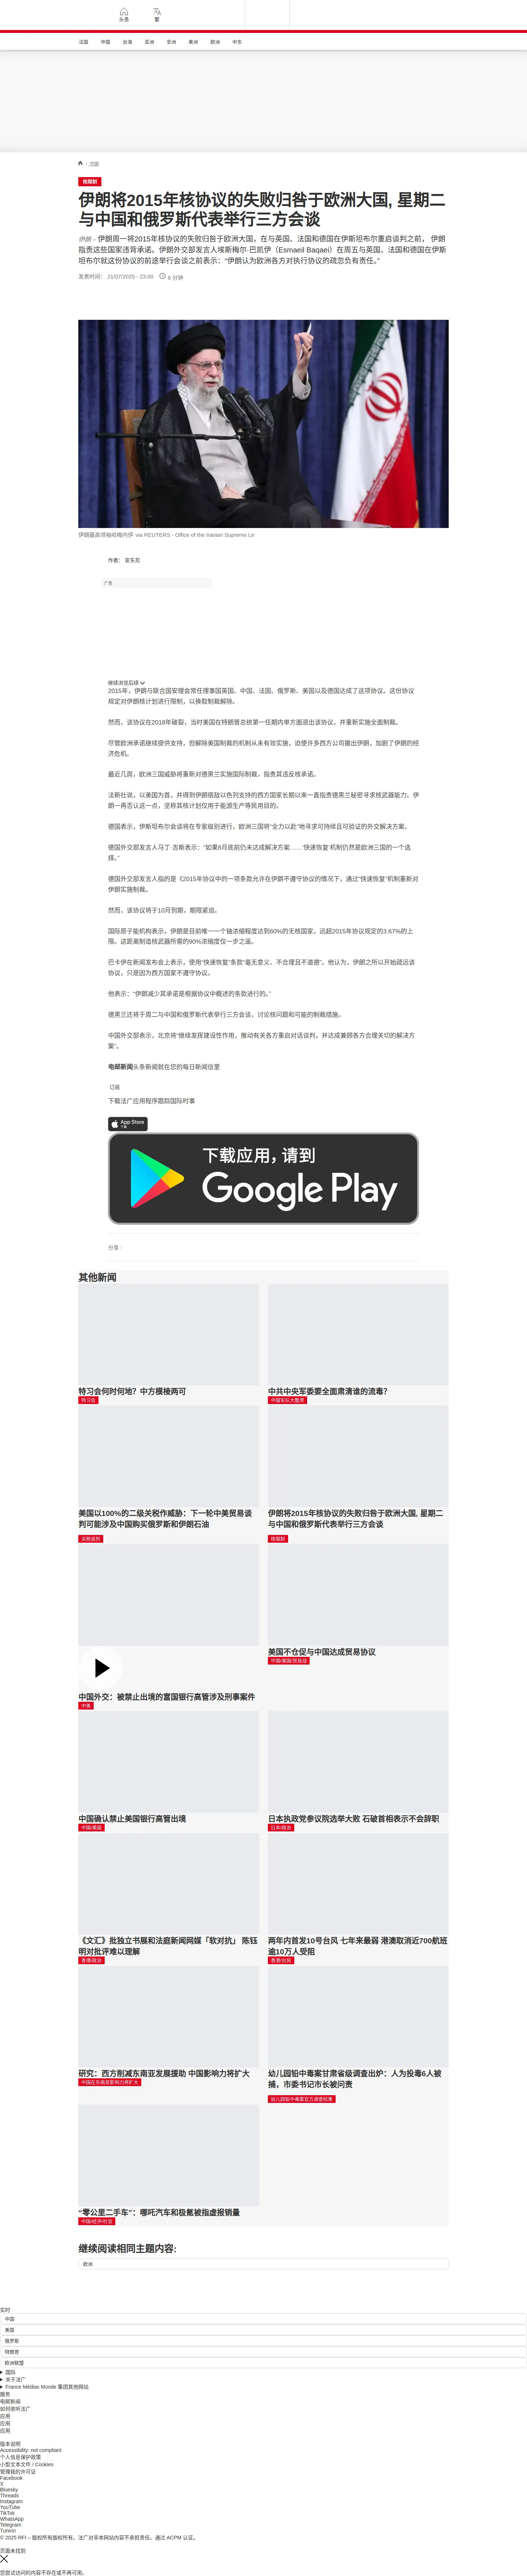 头条
繁
法国
中国
台海
亚洲
非洲
美洲
欧洲
中东
/ 中国
核规制
伊朗将2015年核协议的失败归咎于欧洲大国, 星期二
与中国和俄罗斯代表举行三方会谈
伊朗 – 伊朗周一将2015年核协议的失败归咎于欧洲大国，在与英国、法国和德国在伊斯坦布尔重启谈判之前， 伊朗
指责这些国家违背承诺。伊朗外交部发言人埃斯梅尔·巴凯伊（Esmaeil Baqaei）在周五与英国、法国和德国在伊斯
坦布尔就这份协议的前途举行会谈之前表示：“伊朗认为欧洲各方对执行协议的疏忽负有责任。”
发表时间： 21/07/2025 - 23:00
6 分钟
伊朗最高领袖哈梅内伊 via REUTERS - Office of the Iranian Supreme Le
作者： 安东尼
广告
继续浏览后续
2015年，伊朗与联合国安理会常任理事国英国、中国、法国、俄罗斯、美国以及德国达成了这项协议。这份协议
规定对伊朗核计划进行限制，以换取制裁解除。
然而，该协议在2018年破裂，当时美国在特朗普总统第一任期内单方面退出该协议，并重新实施全面制裁。
尽管欧洲承诺继续提供支持，但解除美国制裁的机制从未有效实施，迫使许多西方公司撤出伊朗，加剧了伊朗的经
济危机。
最近几周，欧洲三国威胁将重新对德黑兰实施国际制裁，指责其违反核承诺。
法新社说，以美国为首，并得到伊朗宿敌以色列支持的西方国家长期以来一直指责德黑兰秘密寻求核武器能力。伊
朗一再否认这一点，坚称其核计划仅用于能源生产等民用目的。
德国表示，伊斯坦布尔会谈将在专家级别进行，欧洲三国将“全力以赴”地寻求可持续且可验证的外交解决方案。
德国外交部发言人马丁·吉斯表示：“如果8月底前仍未达成解决方案……‘快速恢复’机制仍然是欧洲三国的一个选
择。”
德国外交部发言人指的是《2015年协议中的一项条款允许在伊朗不遵守协议的情况下，通过“快速恢复”机制重新对
伊朗实施制裁。
然而，该协议将于10月到期，期限紧迫。
国际原子能机构表示，伊朗是目前唯一一个铀浓缩程度达到60%的无核国家，远超2015年协议规定的3.67%的上
限。这距离制造核武器所需的90%浓缩度仅一步之遥。
巴卡伊在新闻发布会上表示，使用“快速恢复”条款“毫无意义、不合理且不道德”。他认为，伊朗之所以开始疏远该
协议，只是因为西方国家不遵守协议。
他表示：“伊朗减少其承诺是根据协议中概述的条款进行的。”
德黑兰还将于周二与中国和俄罗斯代表举行三方会谈，讨论核问题和可能的制裁措施。
中国外交部表示，北京将“继续发挥建设性作用，推动有关各方重启对话谈判，并达成兼顾各方合理关切的解决方
案”。
电邮新闻头条新闻就在您的每日新闻信里
订阅
下载法广应用程序跟踪国际时事
App Store
下载
下载应用，请到
Google Play
分享 :
其他新闻
特习会何时何地？中方模棱两可
特习会
中共中央军委要全面肃清谁的流毒？
中国军队大整肃
美国以100%的二级关税作威胁：下一轮中美贸易谈
判可能涉及中国购买俄罗斯和伊朗石油
关税谈判
伊朗将2015年核协议的失败归咎于欧洲大国, 星期二
与中国和俄罗斯代表举行三方会谈
核规制
中国外交：被禁止出境的富国银行高管涉及刑事案件
中美
美国不仓促与中国达成贸易协议
中国/美国/贸易战
中国确认禁止美国银行高管出境
中国/美国
日本执政党参议院选举大败 石破首相表示不会辞职
日本/政治
《文汇》批独立书展和法庭新闻网媒「软对抗」 陈钰
明对批评难以理解
香港/政治
两年内首发10号台风 七年来最弱 港澳取消近700航班
逾10万人受阻
香港/台风
研究：西方削减东南亚发展援助 中国影响力将扩大
中国在东南亚影响力将扩大
幼儿园铅中毒案甘肃省级调查出炉：人为投毒6人被
捕，市委书记市长被问责
幼儿园铅中毒案官方调查结果
“零公里二手车”：哪吒汽车和极氪被指虚报销量
中国/经济/社会
继续阅读相同主题内容:
欧洲
实时
中国
美国
俄罗斯
特朗普
欧洲联盟
国际
关于法广
France Médias Monde 集团其他网站
服务
电邮新闻
如何收听法广
应用
应用
应用
版本说明
Accessibility: not compliant
个人信息保护政策
小型文本文件 / Cookies
管理我的许可证
Facebook
X
Bluesky
Threads
Instagram
YouTube
TikTok
WhatsApp
Telegram
TuneIn
© 2025 RFI – 版权所有版权所有。法广对非本网站内容不承担责任。通过 ACPM 认证。
页面未找到
您尝试访问的内容不存在或不再可用。